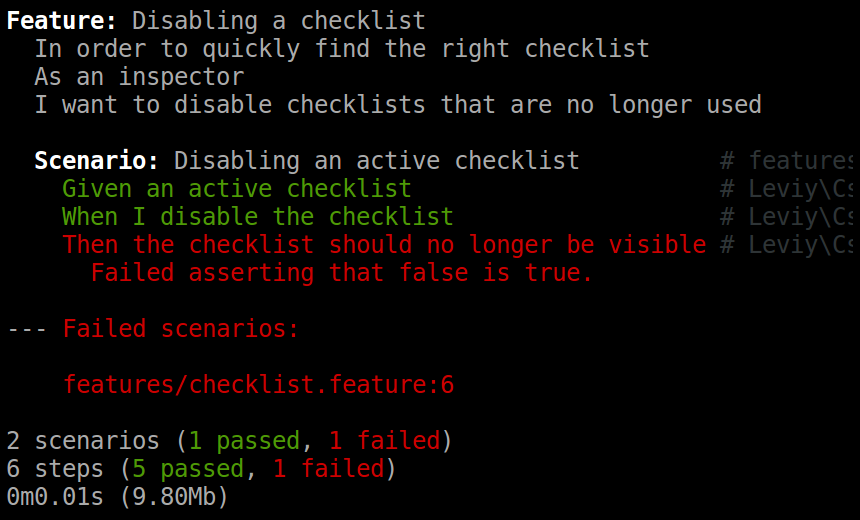 Feature: Disabling a checklist
In order to quickly find the right checklist
As an inspector
I want to disable checklists that are no longer used
Scenario: Disabling an active checklist # features
Given an active checklist # Leviy\Cs
When I disable the checklist # Leviy\Cs
Then the checklist should no longer be visible # Leviy\Cs
Failed asserting that false is true.
--- Failed scenarios:
features/checklist.feature:6
2 scenarios (1 passed, 1 failed)
6 steps (5 passed, 1 failed)
0m0.01s (9.80Mb)